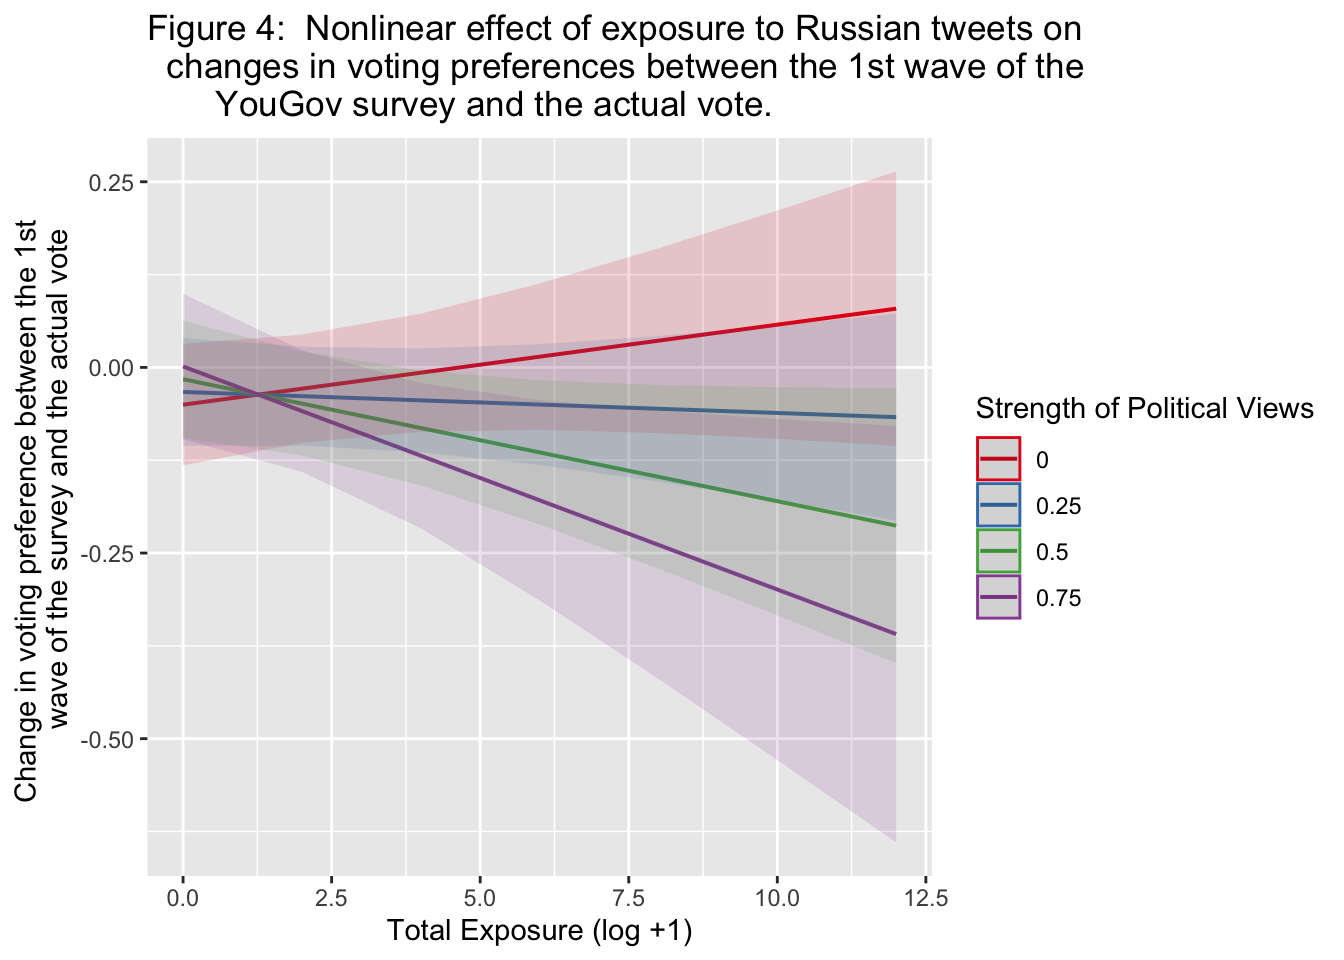 Figure 4:  Nonlinear effect of exposure to Russian tweets on
changes in voting preferences between the 1st wave of the
YouGov survey and the actual vote.
Change in voting preference between the 1st
wave of the survey and the actual vote
0.25
0.00
-0.25
-0.50
0.0
2.5
5.0
7.5
10.0
12.5
Total Exposure (log +1)
Strength of Political Views
0
0.25
0.5
0.75